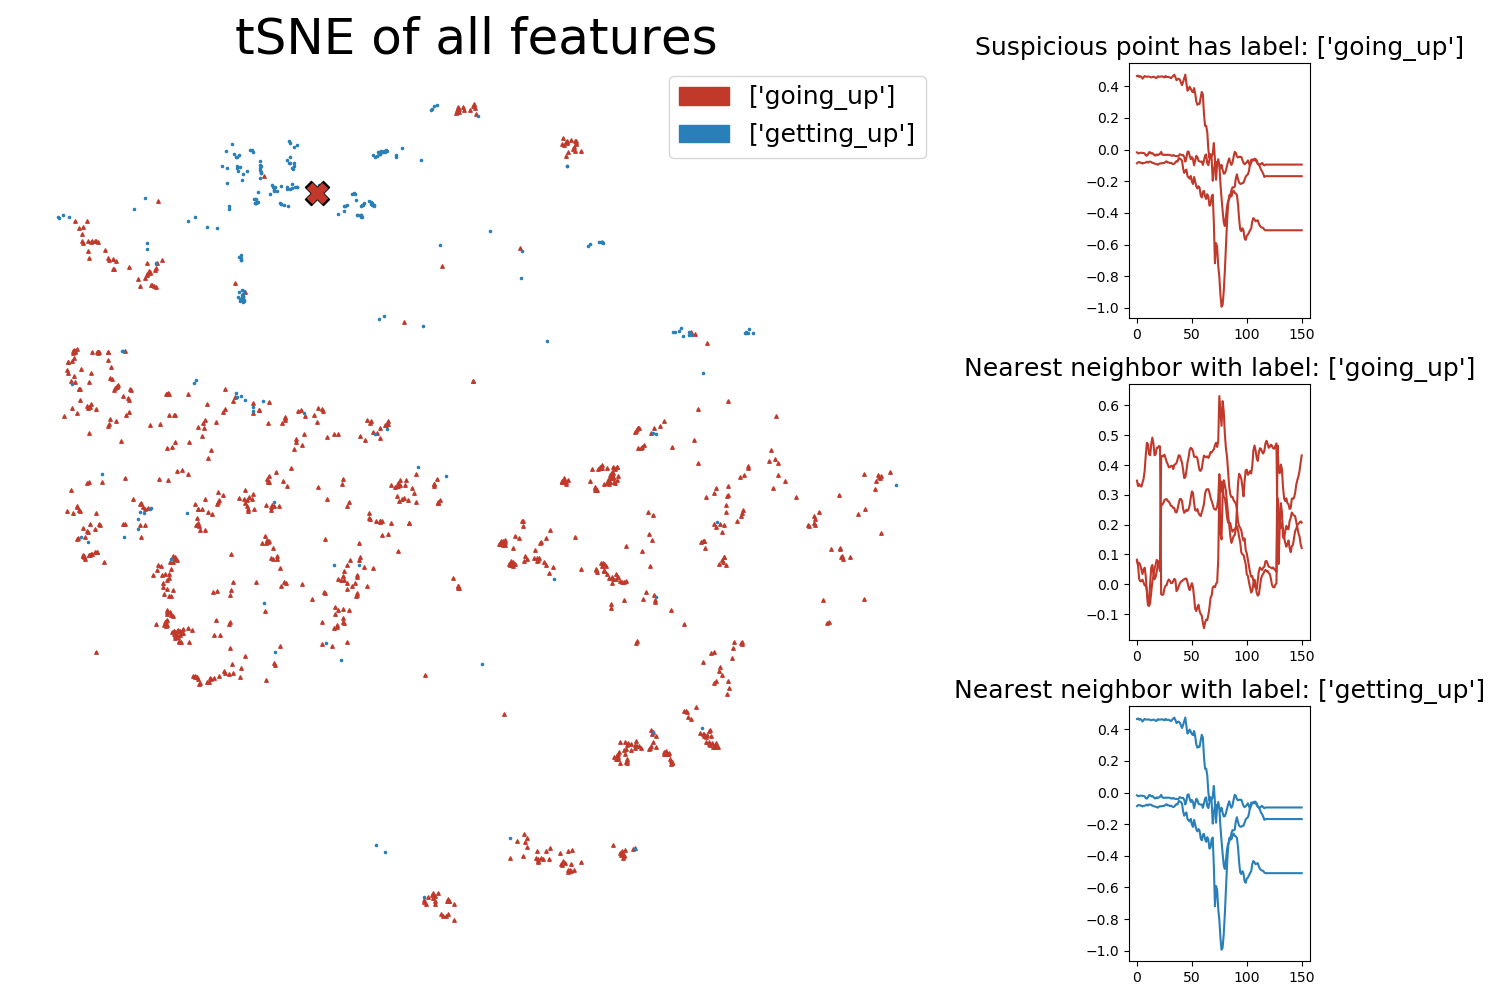 tSNE of all features
['going_up']
['getting_up']
Suspicious point has label: ['going_up']
0.4
0.2
0.0
−0.2
−0.4
−0.6
−0.8
−1.0
0 50 100 150
Nearest neighbor with label: ['going_up']
0.6
0.5
0.4
0.3
0.2
0.1
0.0
−0.1
0 50 100 150
Nearest neighbor with label: ['getting_up']
0.4
0.2
0.0
−0.2
−0.4
−0.6
−0.8
−1.0
0 50 100 150